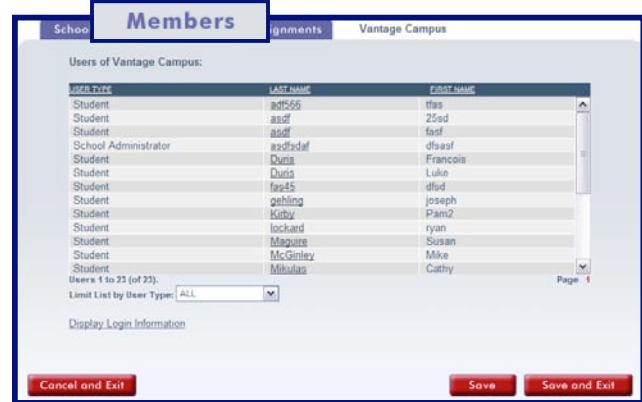 Schoo Members ignments Vantage Campus
Users of Vantage Campus:
USER TYPE LAST NAME FIRST NAME
Student adf566 tfas
Student asdf 25sd
Student asdf fasf
School Administrator asdfsdaf dfsasf
Student Duris Francois
Student Duris Luke
Student fas45 dfsd
Student gehling joseph
Student Kirby Pam2
Student lockard ryan
Student Maguire Susan
Student McGinley Mike
Student Mikulas Cathy
Users 1 to 23 (of 23). Page 1
Limit List by User Type: ALL
Display Login Information
Cancel and Exit Save Save and Exit